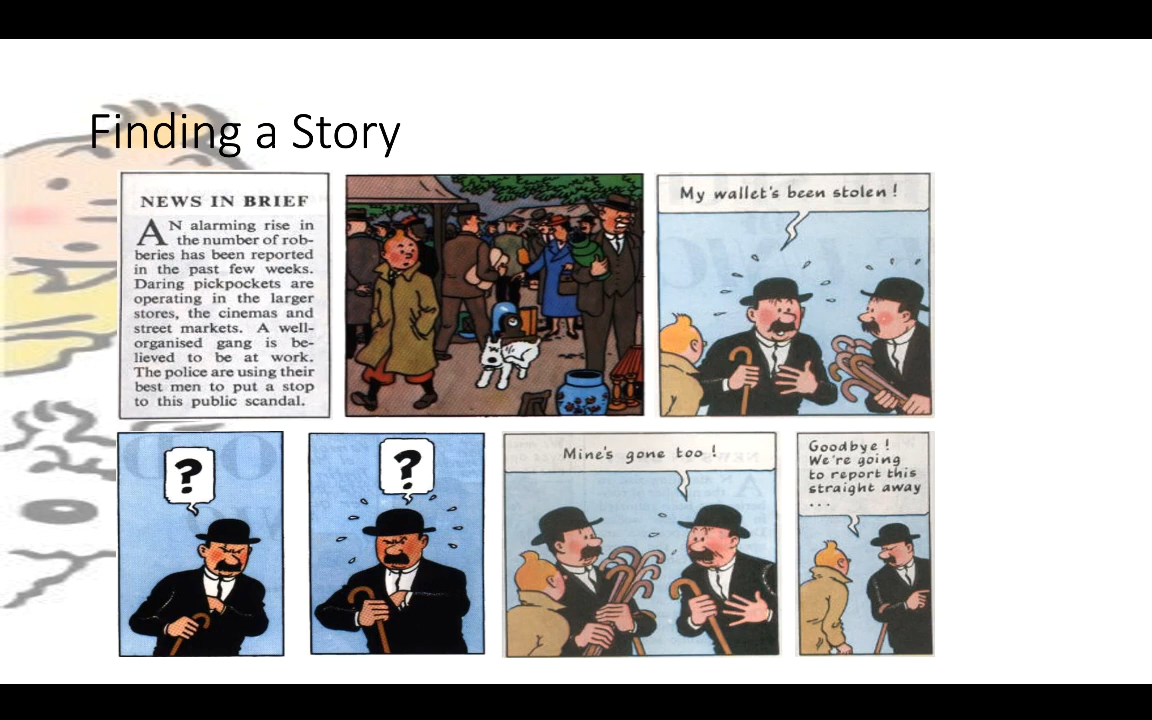 Finding a Story
NEWS IN BRIEF
AN alarming rise in
the number of rob-
beries has been reported
in the past few weeks.
Daring pickpockets are
operating in the larger
stores, the cinemas and
street markets. A well-
organised gang is be-
lieved to be at work.
The police are using their
best men to put a stop
to this public scandal.
My wallet's been stolen !
?
?
Mine's gone too !
Goodbye !
We're going
to report this
straight away
...